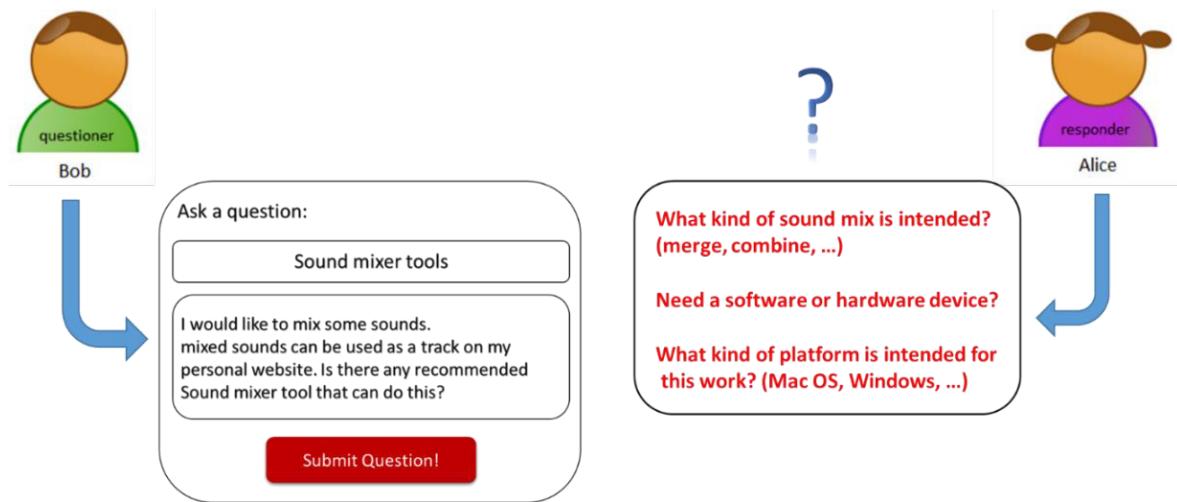 questioner
Bob
Ask a question:
Sound mixer tools
I would like to mix some sounds.
mixed sounds can be used as a track on my
personal website. Is there any recommended
Sound mixer tool that can do this?
Submit Question!
?
responder
Alice
What kind of sound mix is intended?
(merge, combine, ...)
Need a software or hardware device?
What kind of platform is intended for
this work? (Mac OS, Windows, ...)